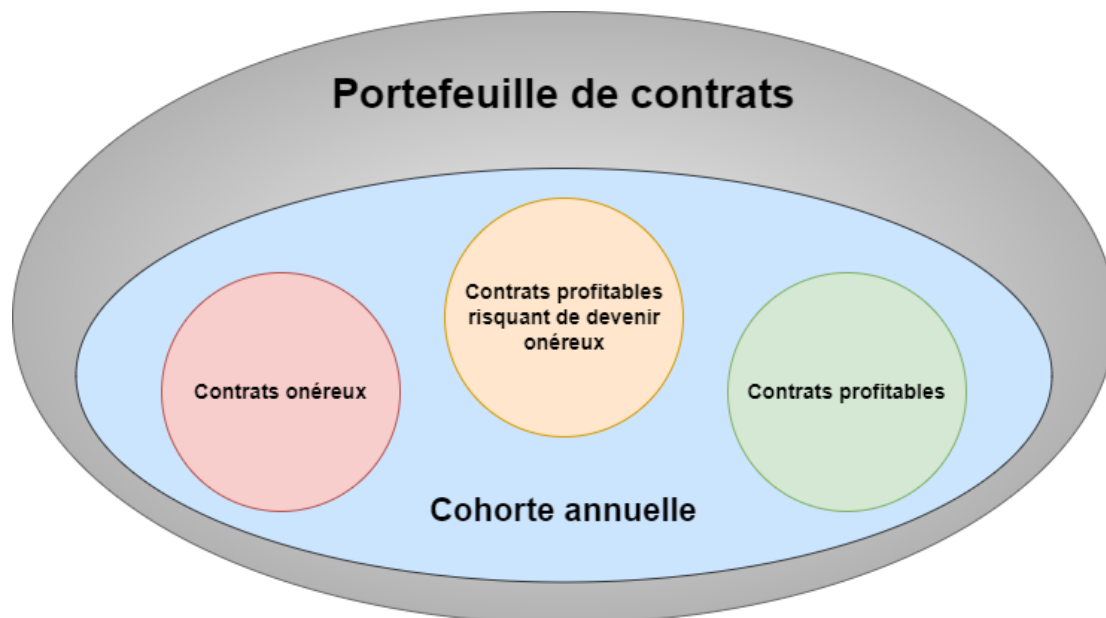 Portefeuille de contrats
Contrats profitables
risquant de devenir
onéreux
Contrats onéreux
Contrats profitables
Cohorte annuelle